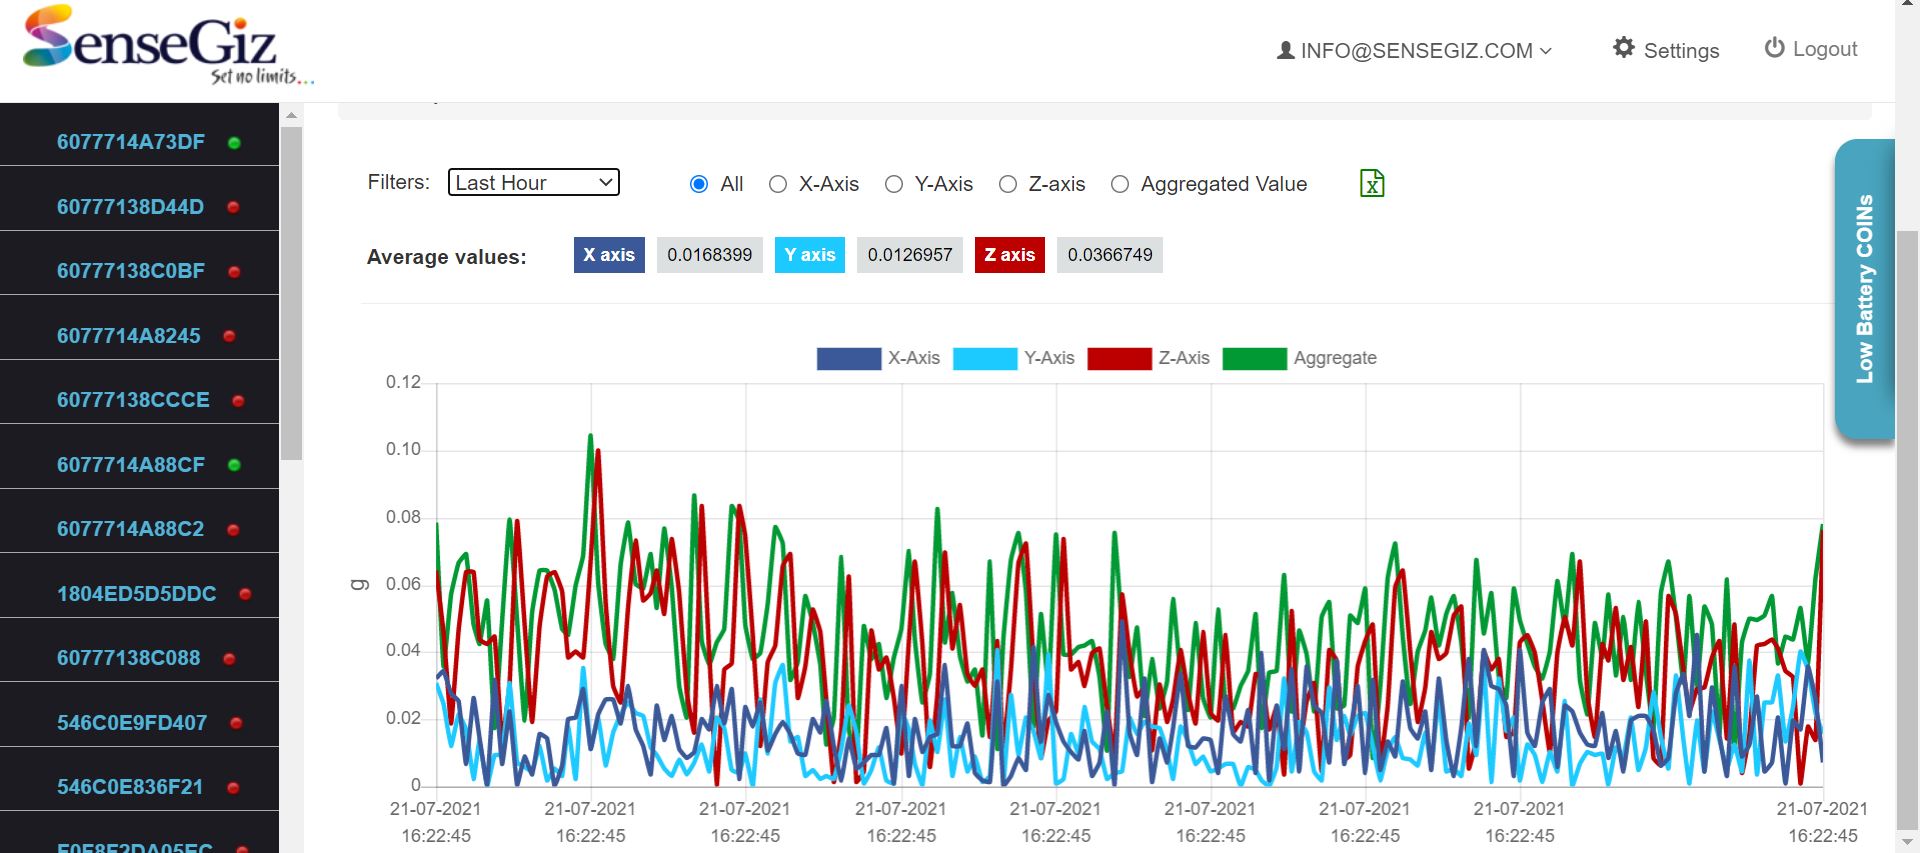 SenseGiz
Set no limits...
INFO@SENSEGIZ.COM
Settings
Logout
6077714A73DF
60777138D44D
60777138C0BF
6077714A8245
60777138CCCE
6077714A88CF
6077714A88C2
1804ED5D5DDC
60777138C088
546C0E9FD407
546C0E836F21
Filters: Last Hour All X-Axis Y-Axis Z-axis Aggregated Value
Average values: X axis 0.0168399 Y axis 0.0126957 Z axis 0.0366749
Low Battery COINs
X-Axis Y-Axis Z-Axis Aggregate
0.12
0.10
0.08
0.06
0.04
0.02
0
g
21-07-2021 21-07-2021 21-07-2021 21-07-2021 21-07-2021 21-07-2021 21-07-2021 21-07-2021 21-07-2021
16:22:45 16:22:45 16:22:45 16:22:45 16:22:45 16:22:45 16:22:45 16:22:45 16:22:45